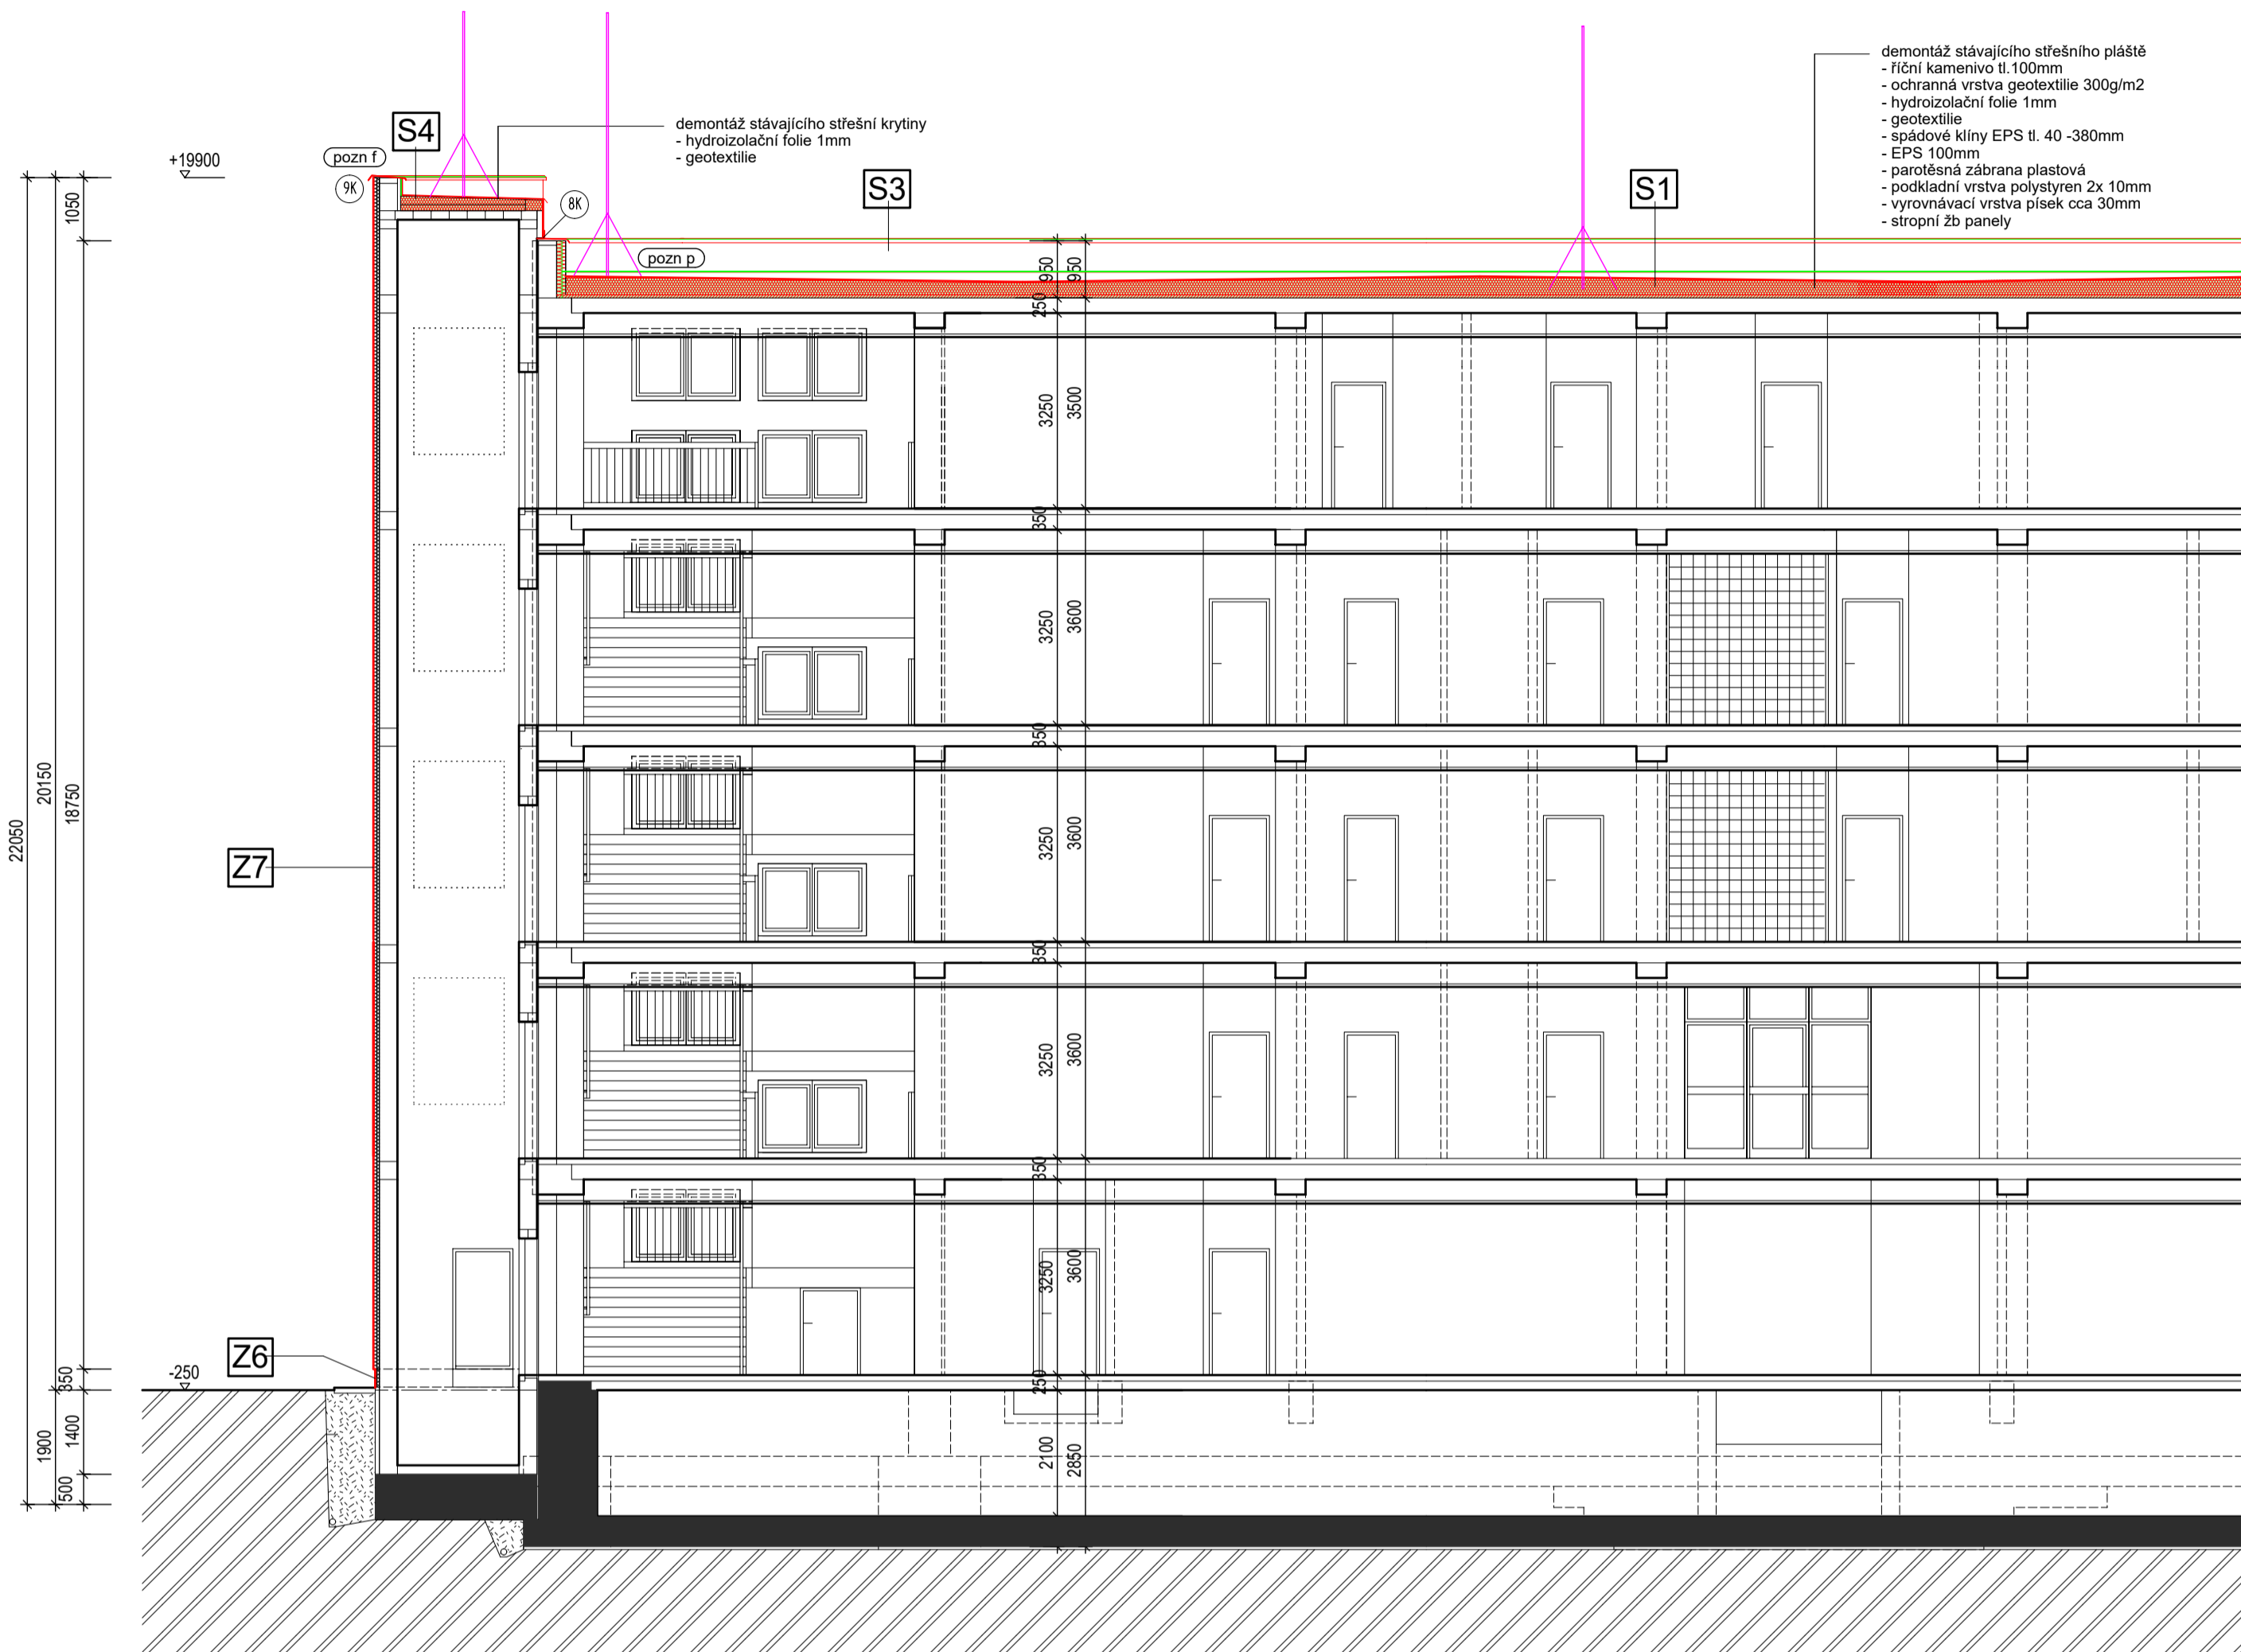 demontáž stávajícího střešního pláště
- říční kamenivo tl.100mm
- ochranná vrstva geotextilie 300g/m2
- hydroizolační folie 1mm
- geotextilie
- spádové klíny EPS tl. 40 -380mm
- EPS 100mm
- parotěsná zábrana plastová
- podkladní vrstva polystyren 2x 10mm
- vyrovnávací vrstva písek cca 30mm
- stropní žb panely
demontáž stávajícího střešní krytiny
- hydroizolační folie 1mm
- geotextilie
S4
pozn f
+19900
9K
8K
S3
S1
pozn p
1050
950
950
250
3250
3500
350
3250
3600
350
3250
3600
350
3250
3600
350
3250
3600
250
2100
2850
22050
20150
18750
Z7
Z6
-250
350
1400
1900
500